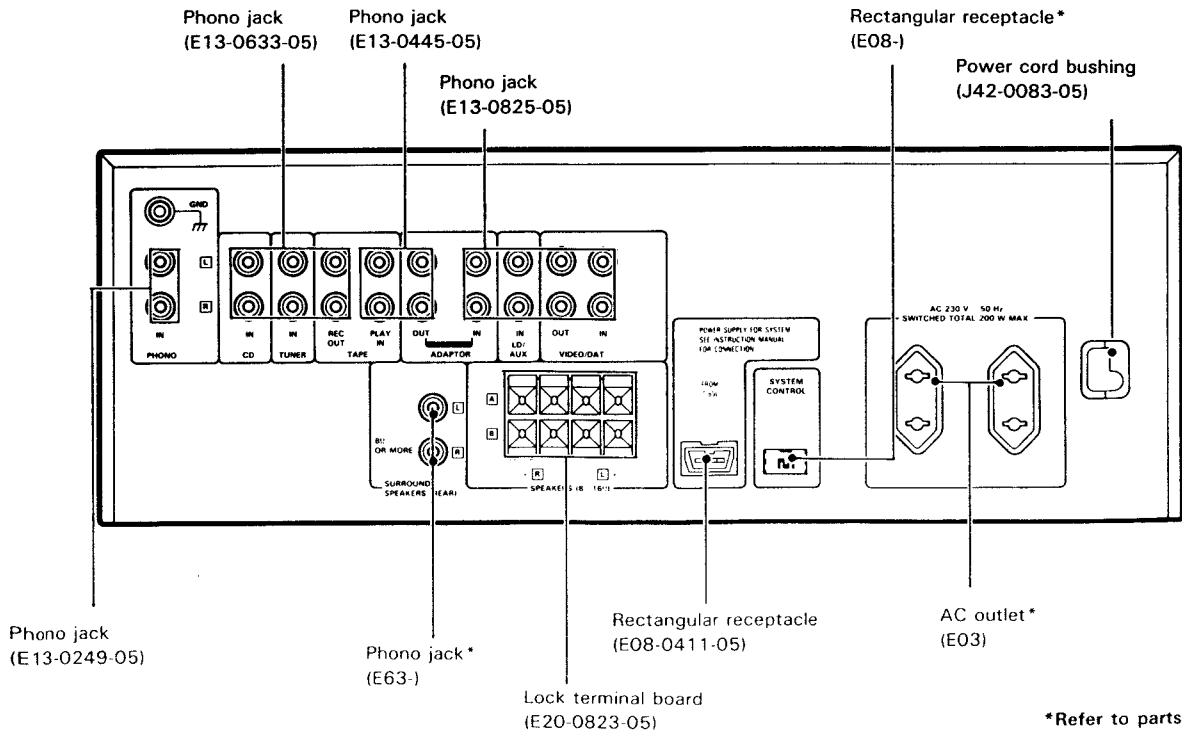 Phono jack
(E13-0633-05)
Phono jack
(E13-0445-05)
Phono jack
(E13-0825-05)
Rectangular receptacle*
(E08-)
Power cord bushing
(J42-0083-05)
GND
L
R
IN
PHONO
IN
CD
IN
TUNER
REC
OUT
PLAY
IN
TAPE
OUT
IN
ADAPTOR
IN
LD/
AUX
OUT
IN
VIDEO/DAT
POWER SUPPLY FOR SYSTEM
SEE INSTRUCTION MANUAL
FOR CONNECTION
FROM
SYSTEM
CONTROL
AC 230 V 50 Hz
SWITCHED TOTAL 200 W MAX
L
R
OR MORE
SURROUND
SPEAKERS (REAR)
A
B
- R
L -
SPEAKERS
Phono jack
(E13-0249-05)
Phono jack*
(E63-)
Lock terminal board
(E20-0823-05)
Rectangular receptacle
(E08-0411-05)
AC outlet*
(E03)
*Refer to parts